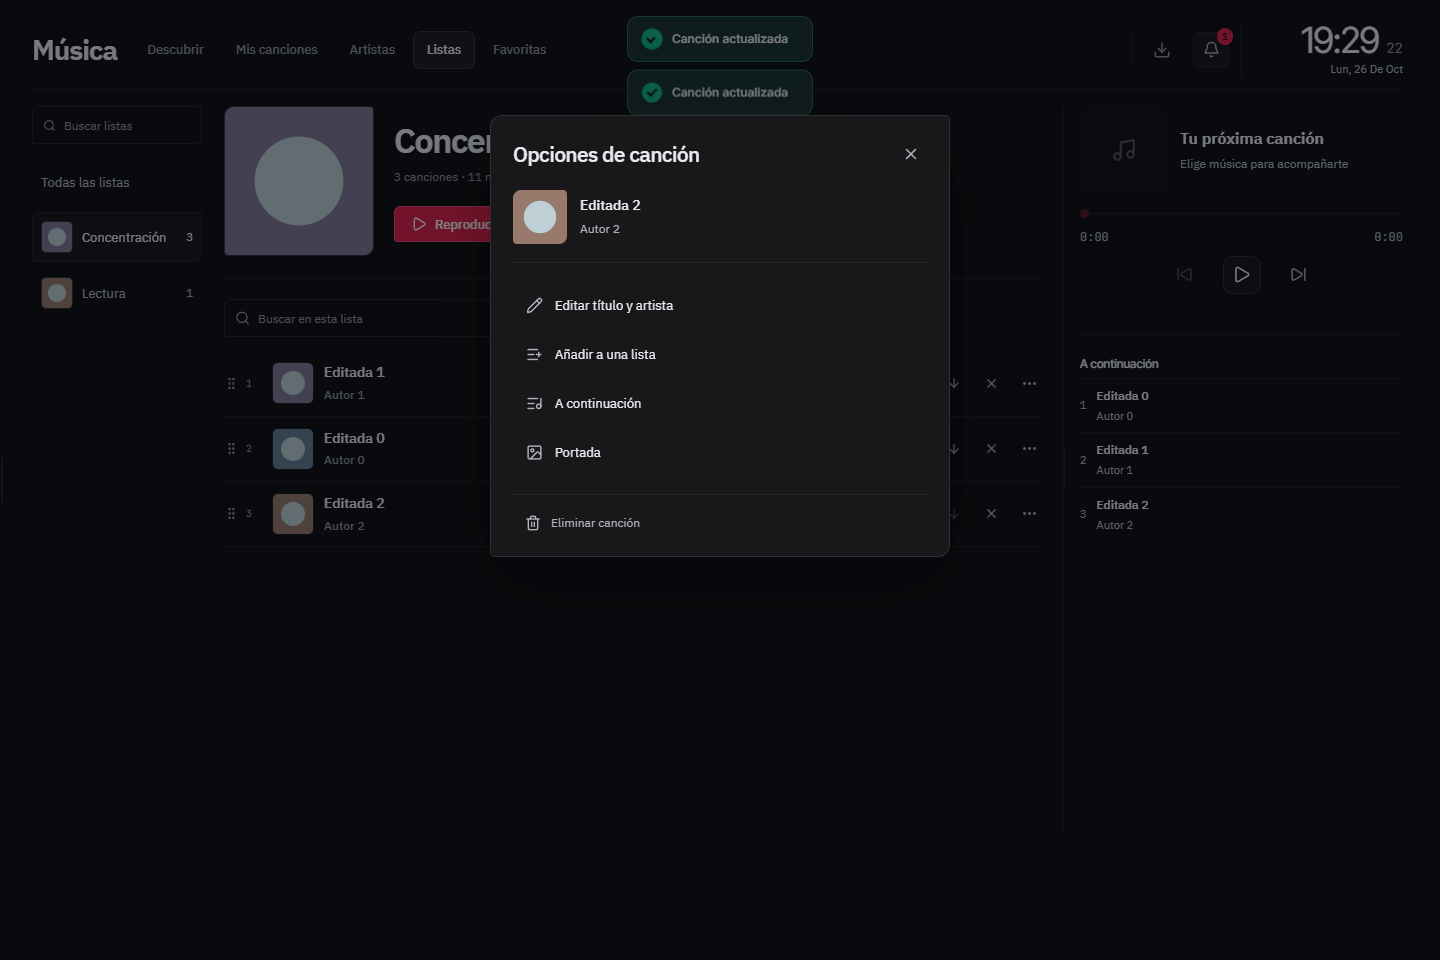 Música
Descubrir
Mis canciones
Artistas
Listas
Favoritas
Canción actualizada
Canción actualizada
1
19:29 22
Lun, 26 De Oct
Buscar listas
Todas las listas
Concentración 3
Lectura 1
3 canciones · 11
Buscar en esta lista
1
Editada 1
Autor 1
2
Editada 0
Autor 0
3
Editada 2
Autor 2
Opciones de canción
Editada 2
Autor 2
Editar título y artista
Añadir a una lista
A continuación
Portada
Eliminar canción
Tu próxima canción
Elige música para acompañarte
0:00 0:00
A continuación
1
Editada 0
Autor 0
2
Editada 1
Autor 1
3
Editada 2
Autor 2